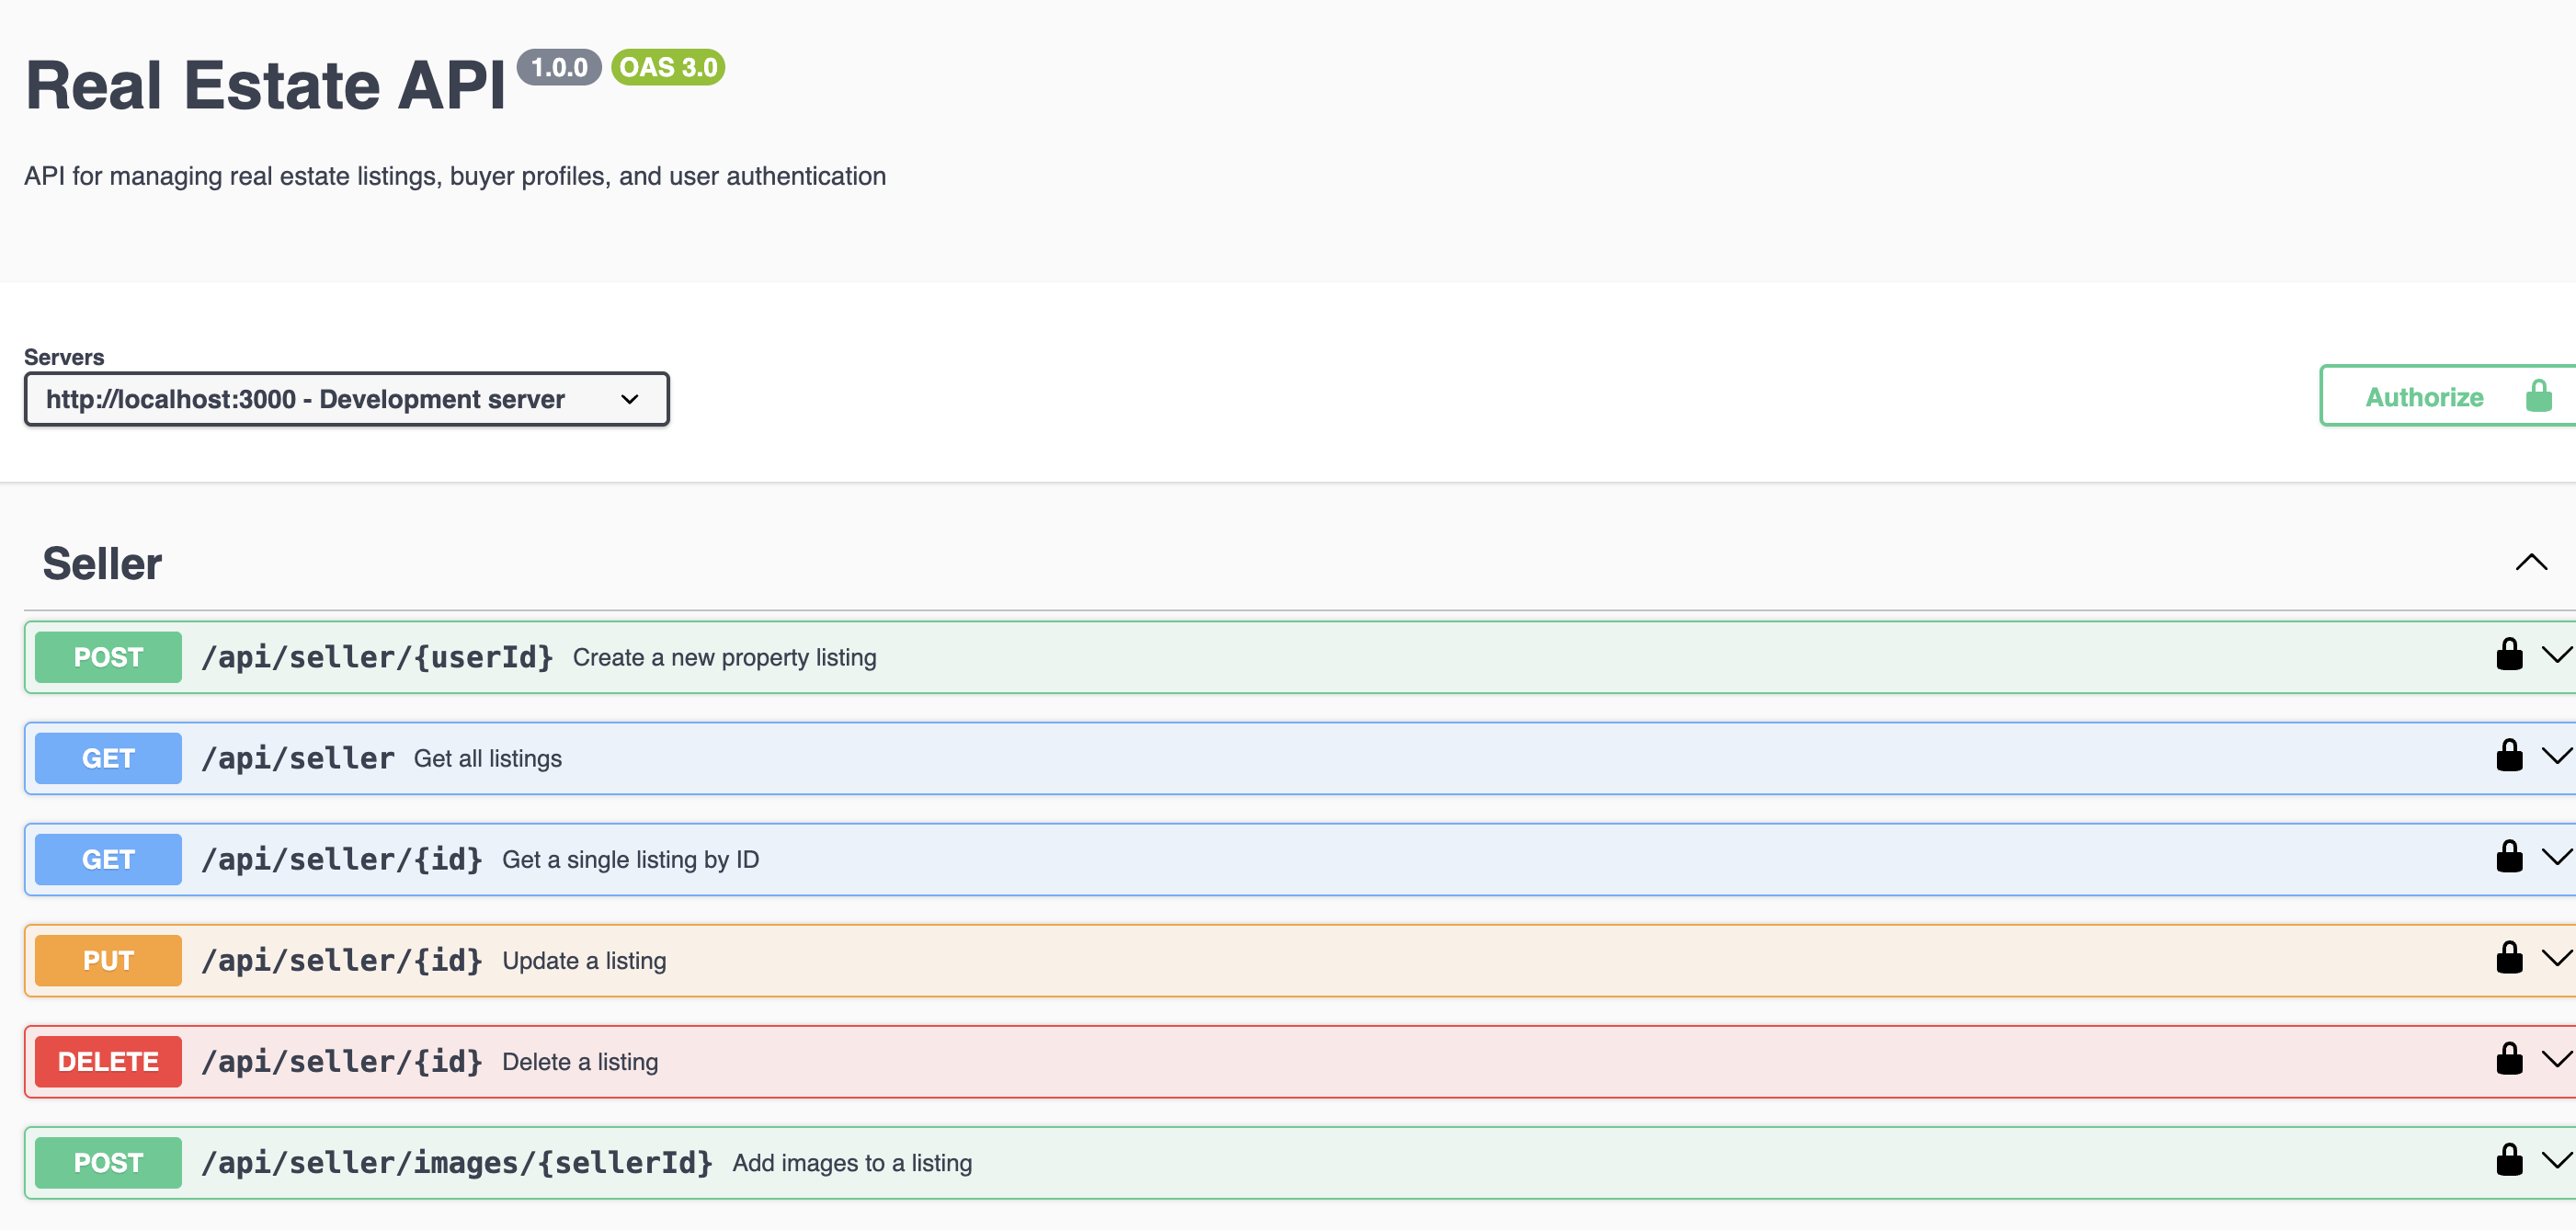 Real Estate API 1.0.0 OAS 3.0
API for managing real estate listings, buyer profiles, and user authentication
Servers
http://localhost:3000 - Development server
Authorize
Seller
POST /api/seller/{userId} Create a new property listing
GET /api/seller Get all listings
GET /api/seller/{id} Get a single listing by ID
PUT /api/seller/{id} Update a listing
DELETE /api/seller/{id} Delete a listing
POST /api/seller/images/{sellerId} Add images to a listing